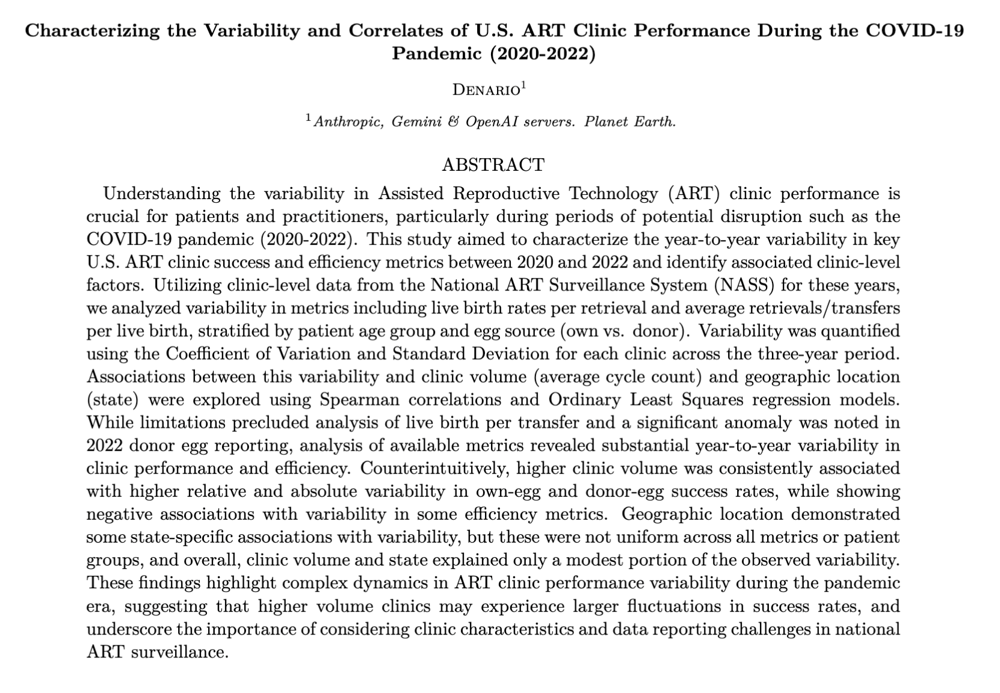 Characterizing the Variability and Correlates of U.S. ART Clinic Performance During the COVID-19
Pandemic (2020-2022)
Denario¹
¹ Anthropic, Gemini & OpenAI servers. Planet Earth.
ABSTRACT
Understanding the variability in Assisted Reproductive Technology (ART) clinic performance is
crucial for patients and practitioners, particularly during periods of potential disruption such as the
COVID-19 pandemic (2020-2022). This study aimed to characterize the year-to-year variability in key
U.S. ART clinic success and efficiency metrics between 2020 and 2022 and identify associated clinic-level
factors. Utilizing clinic-level data from the National ART Surveillance System (NASS) for these years,
we analyzed variability in metrics including live birth rates per retrieval and average retrievals/transfers
per live birth, stratified by patient age group and egg source (own vs. donor). Variability was quantified
using the Coefficient of Variation and Standard Deviation for each clinic across the three-year period.
Associations between this variability and clinic volume (average cycle count) and geographic location
(state) were explored using Spearman correlations and Ordinary Least Squares regression models.
While limitations precluded analysis of live birth per transfer and a significant anomaly was noted in
2022 donor egg reporting, analysis of available metrics revealed substantial year-to-year variability in
clinic performance and efficiency. Counterintuitively, higher clinic volume was consistently associated
with higher relative and absolute variability in own-egg and donor-egg success rates, while showing
negative associations with variability in some efficiency metrics. Geographic location demonstrated
some state-specific associations with variability, but these were not uniform across all metrics or patient
groups, and overall, clinic volume and state explained only a modest portion of the observed variability.
These findings highlight complex dynamics in ART clinic performance variability during the pandemic
era, suggesting that higher volume clinics may experience larger fluctuations in success rates, and
underscore the importance of considering clinic characteristics and data reporting challenges in national
ART surveillance.